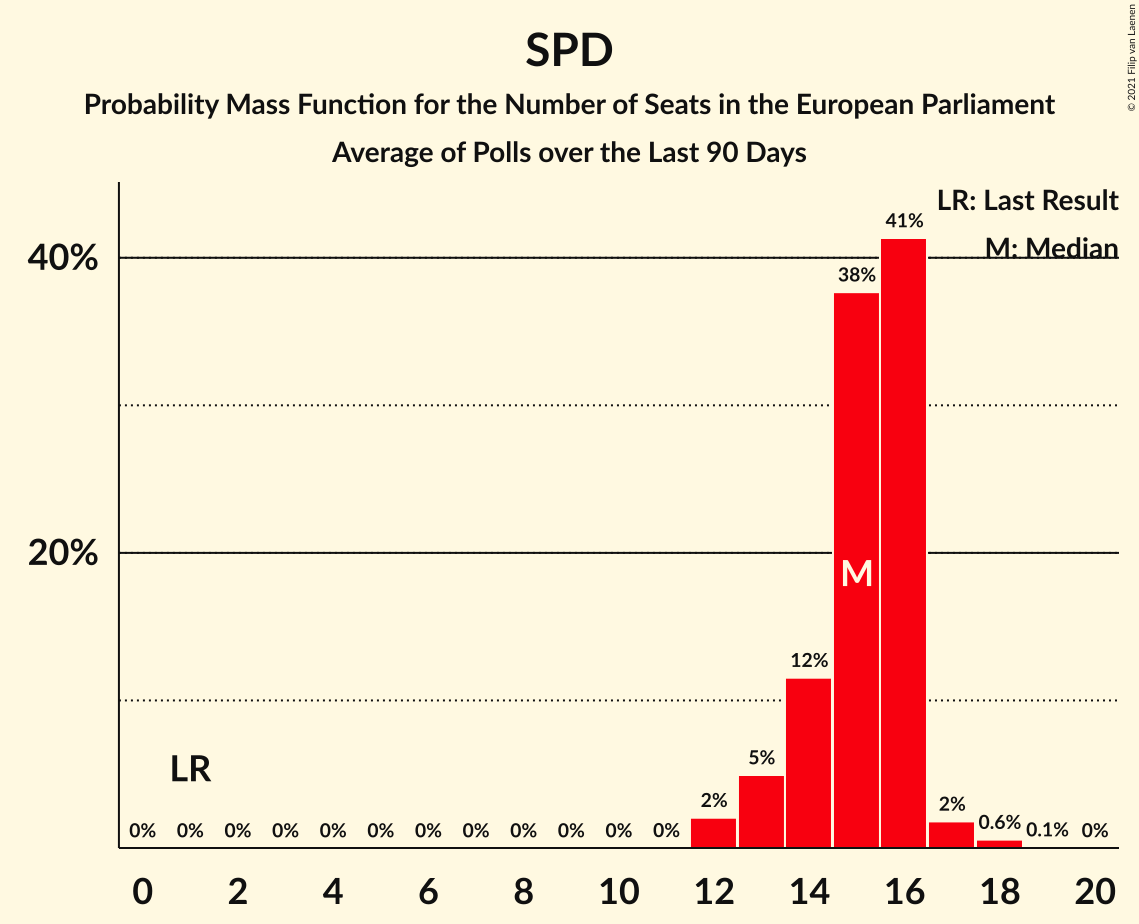 SPD
Probability Mass Function for the Number of Seats in the European Parliament
Average of Polls over the Last 90 Days
© 2021 Filip van Laenen
LR: Last Result
M: Median
41%
40%
38%
20%
M
12%
LR
5%
2%
2%
0.6%
0% 0% 0% 0% 0% 0% 0% 0% 0% 0% 0% 0% 0.1% 0%
0 2 4 6 8 10 12 14 16 18 20